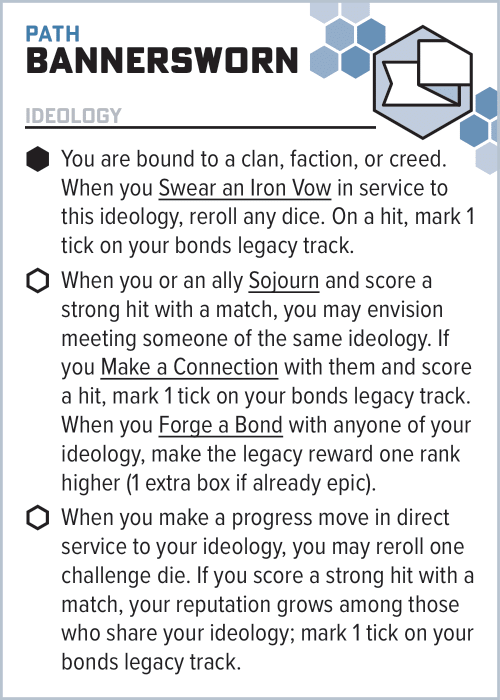 PATH
BANNERSWORN
IDEOLOGY
You are bound to a clan, faction, or creed.
When you Swear an Iron Vow in service to
this ideology, reroll any dice. On a hit, mark 1
tick on your bonds legacy track.
When you or an ally Sojourn and score a
strong hit with a match, you may envision
meeting someone of the same ideology. If
you Make a Connection with them and score
a hit, mark 1 tick on your bonds legacy track.
When you Forge a Bond with anyone of your
ideology, make the legacy reward one rank
higher (1 extra box if already epic).
When you make a progress move in direct
service to your ideology, you may reroll one
challenge die. If you score a strong hit with a
match, your reputation grows among those
who share your ideology; mark 1 tick on your
bonds legacy track.